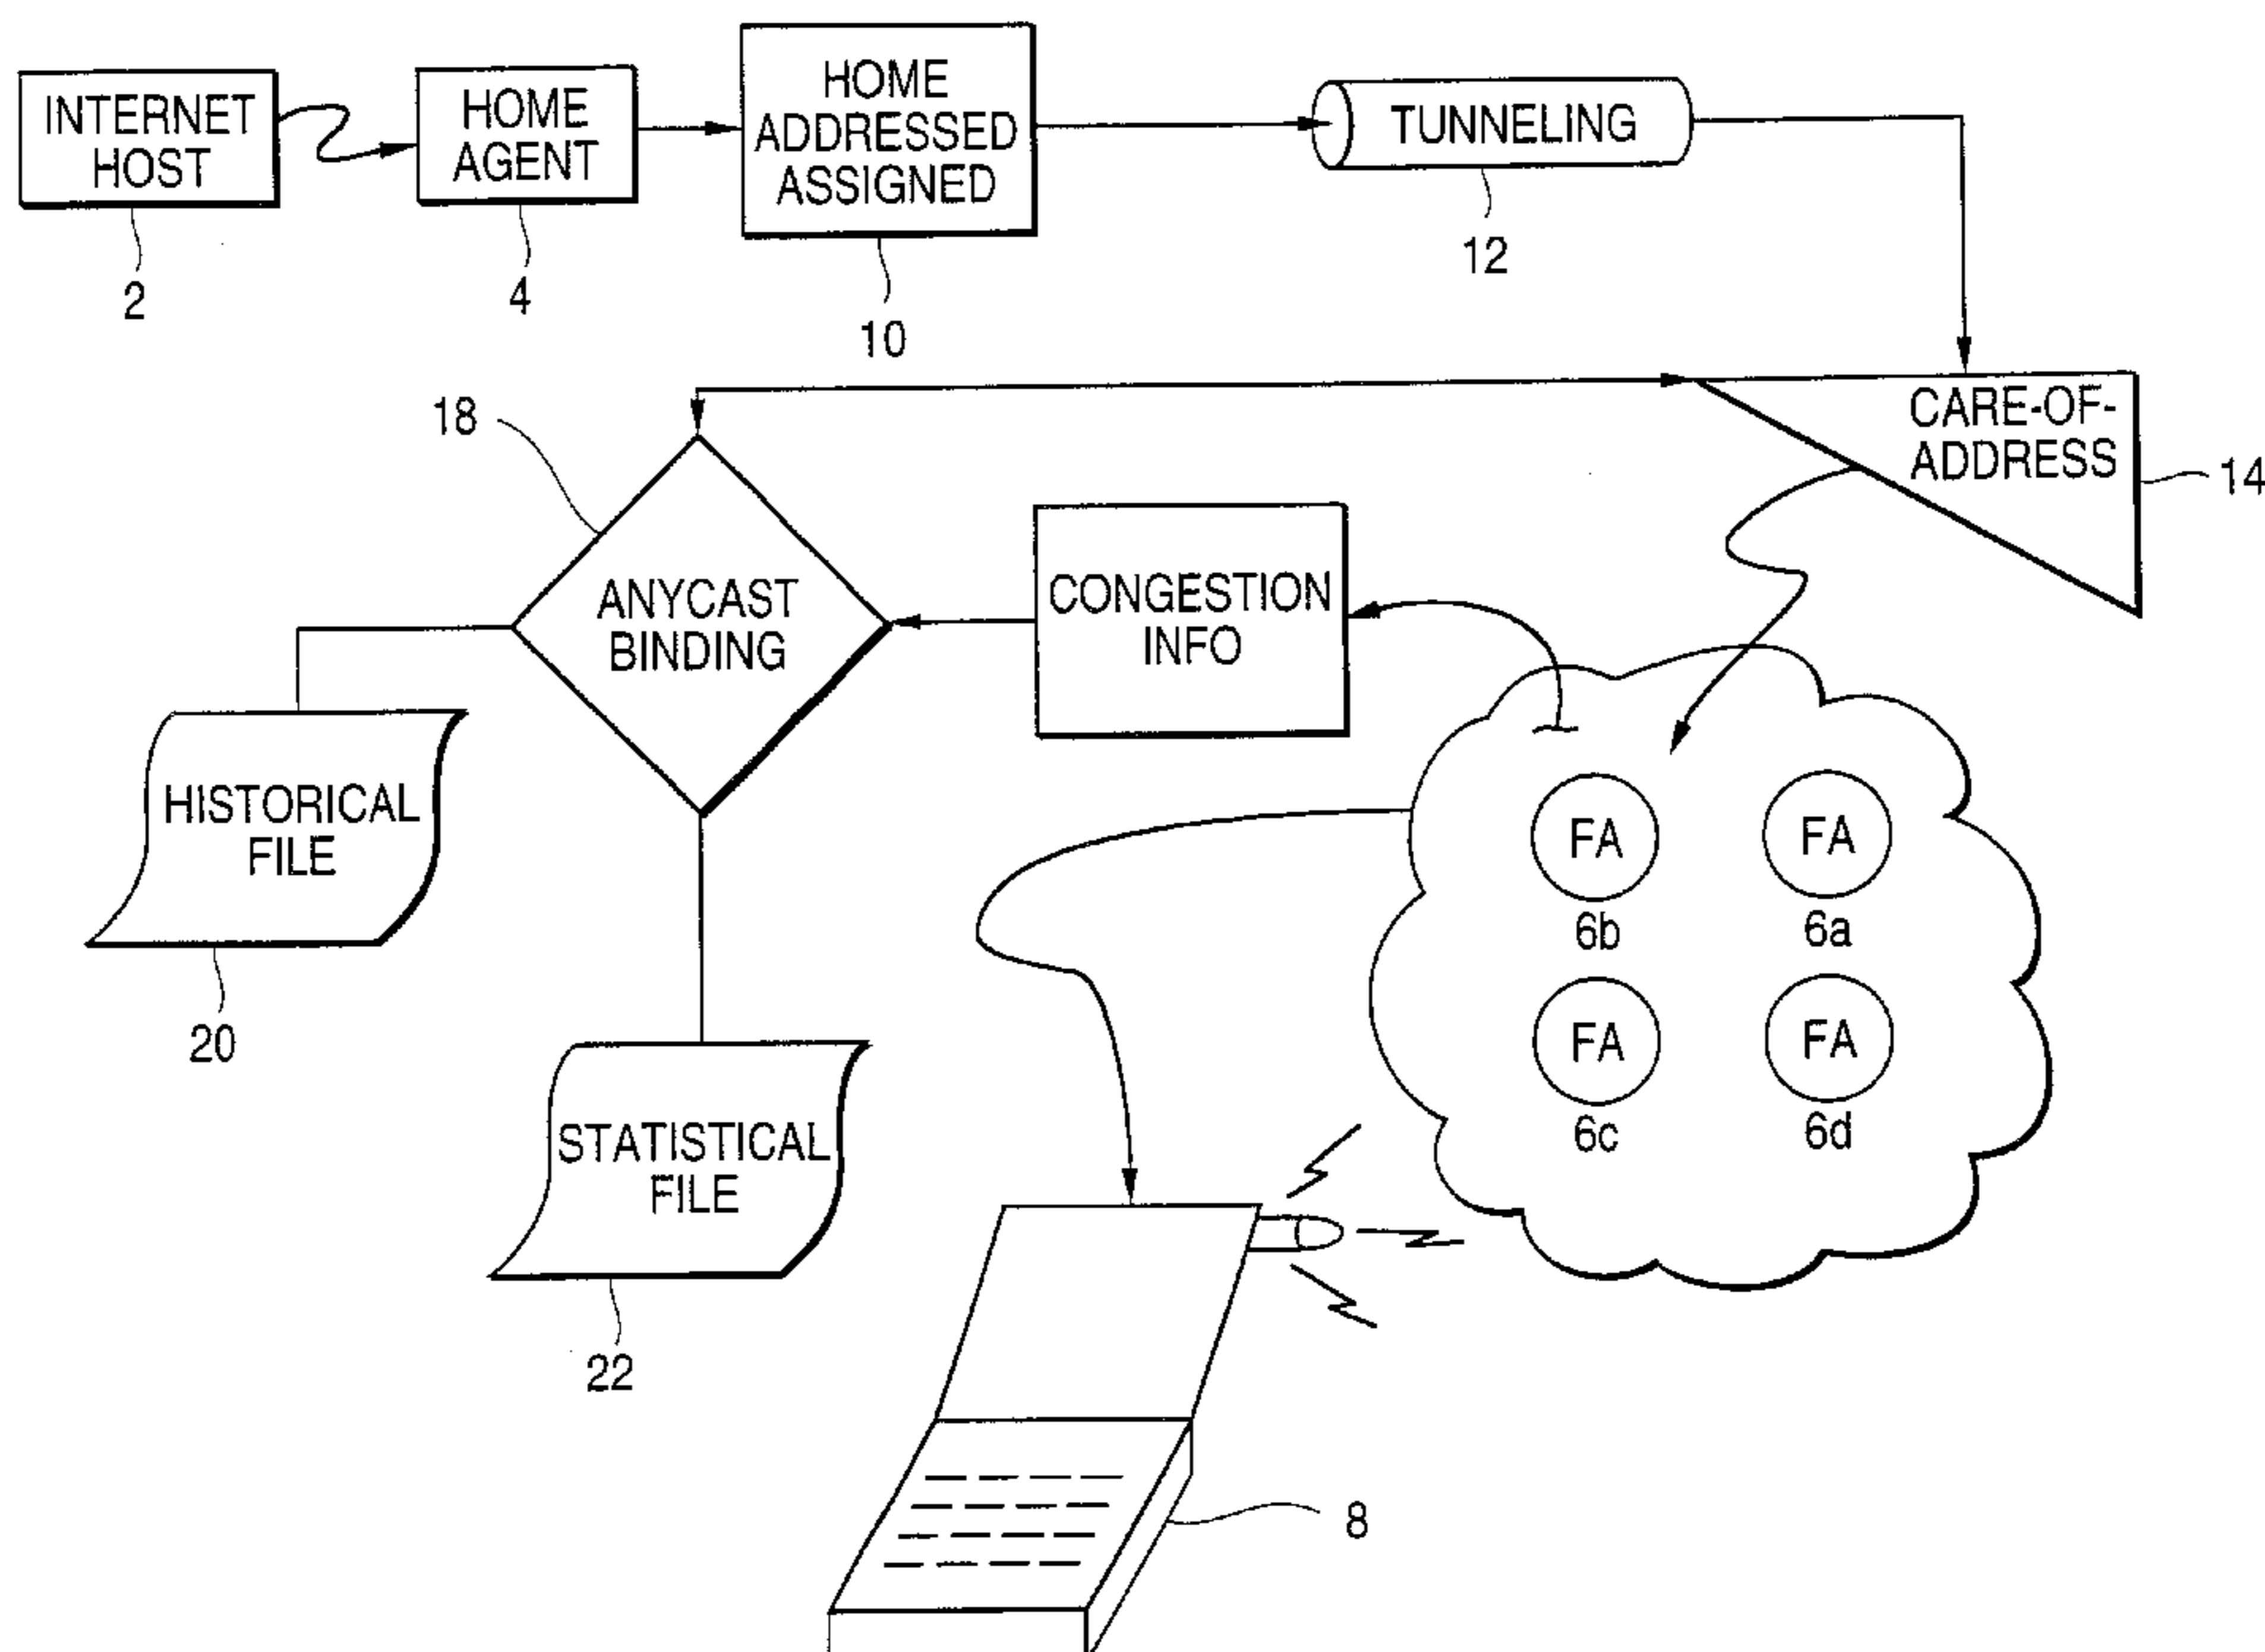 INTERNET
HOST
2
HOME
AGENT
4
HOME
ADDRESSED
ASSIGNED
10
TUNNELING
12
CARE-OF-
ADDRESS
14
18
ANYCAST
BINDING
CONGESTION
INFO
HISTORICAL
FILE
20
STATISTICAL
FILE
22
FA
6b
FA
6a
FA
6c
FA
6d
8